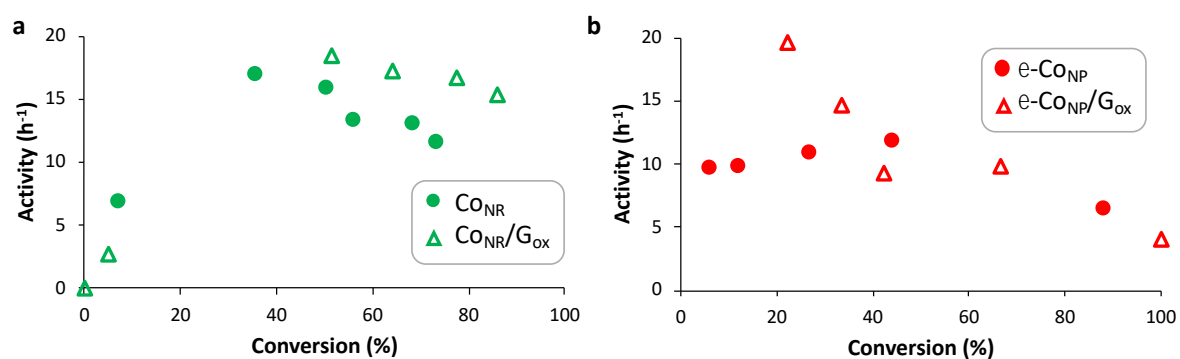 a
20
15
10
5
0
Activity (h⁻¹)
0 20 40 60 80 100
Conversion (%)
Co_NR
Co_NR/G_ox
b
20
15
10
5
0
Activity (h⁻¹)
0 20 40 60 80 100
Conversion (%)
e-Co_NP
e-Co_NP/G_ox